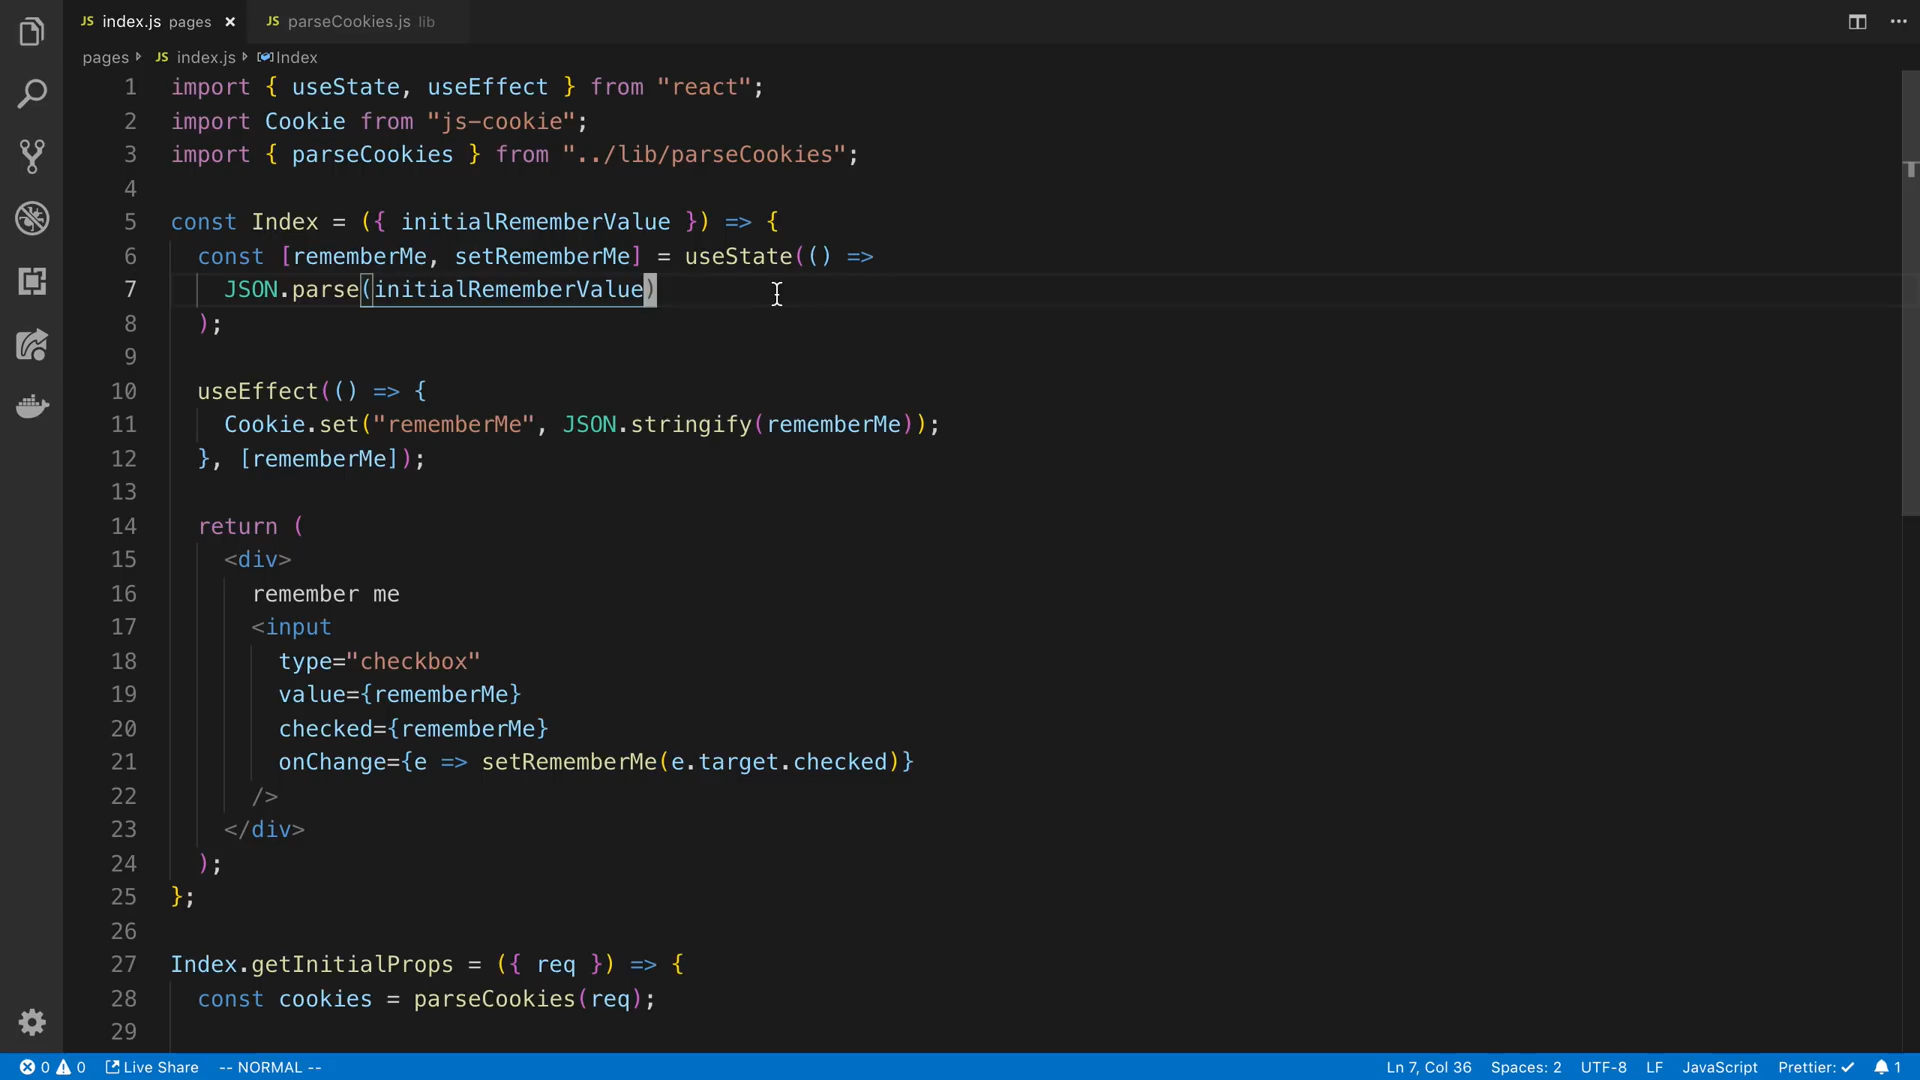 JS index.js pages × JS parseCookies.js lib
pages JS index.js Index
1 import { useState, useEffect } from "react";
2 import Cookie from "js-cookie";
3 import { parseCookies } from "../lib/parseCookies";
4
5 const Index = ({ initialRememberValue }) => {
6   const [rememberMe, setRememberMe] = useState(() =>
7     JSON.parse(initialRememberValue)
8   );
9
10   useEffect(() => {
11     Cookie.set("rememberMe", JSON.stringify(rememberMe));
12   }, [rememberMe]);
13
14   return (
15     <div>
16       remember me
17       <input
18         type="checkbox"
19         value={rememberMe}
20         checked={rememberMe}
21         onChange={e => setRememberMe(e.target.checked)}
22       />
23     </div>
24   );
25 };
26
27 Index.getInitialProps = ({ req }) => {
28   const cookies = parseCookies(req);
29
0 0 Live Share -- NORMAL -- Ln 7, Col 36 Spaces: 2 UTF-8 LF JavaScript Prettier: ✓ 1